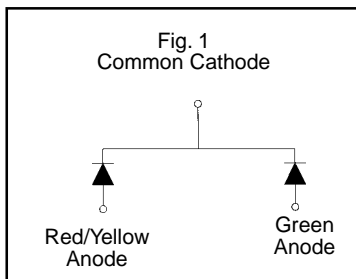 Fig. 1
Common Cathode
Red/Yellow
Anode
Green
Anode